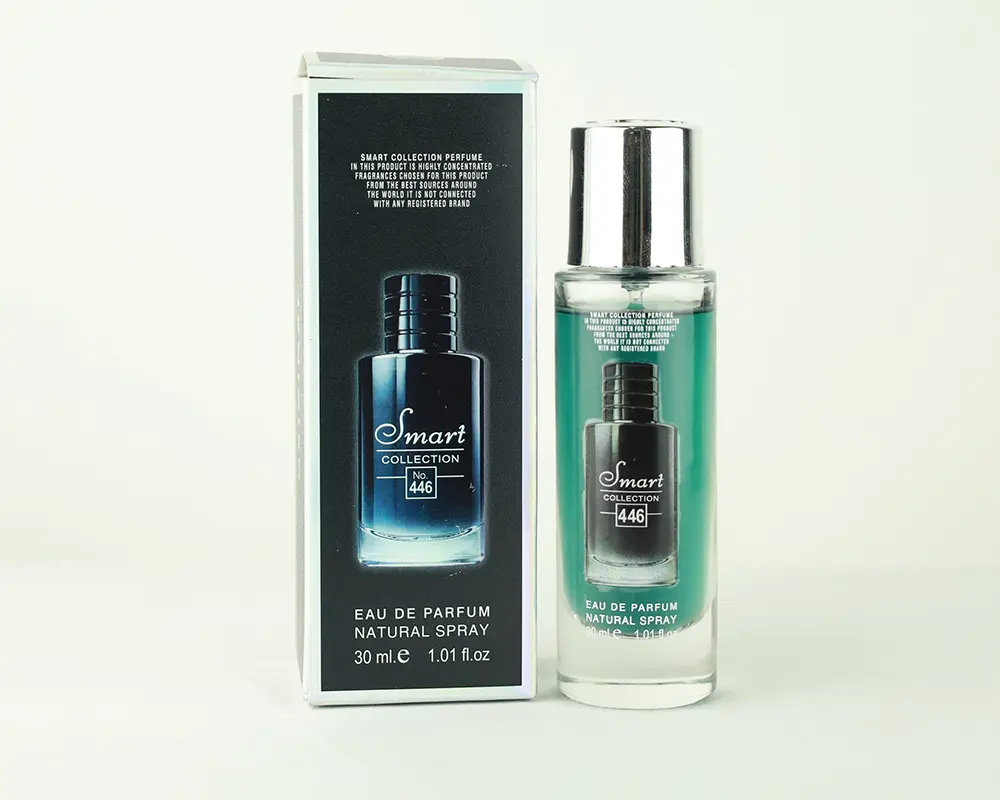 SMART COLLECTION PERFUME
IN THIS PRODUCT IS HIGHLY CONCENTRATED
FRAGRANCES CHOSEN FOR THIS PRODUCT
FROM THE BEST SOURCES AROUND
THE WORLD IT IS NOT CONNECTED
WITH ANY REGISTERED BRAND
Smart
COLLECTION
No.
446
EAU DE PARFUM
NATURAL SPRAY
30 ml.e 1.01 fl.oz
SMART COLLECTION PERFUME
IN THIS PRODUCT IS HIGHLY CONCENTRATED
FRAGRANCES CHOSEN FOR THIS PRODUCT
FROM THE BEST SOURCES AROUND
THE WORLD IT IS NOT CONNECTED
WITH ANY REGISTERED BRAND
Smart
COLLECTION
446
EAU DE PARFUM
NATURAL SPRAY
30 ml.e 1.01 fl.oz